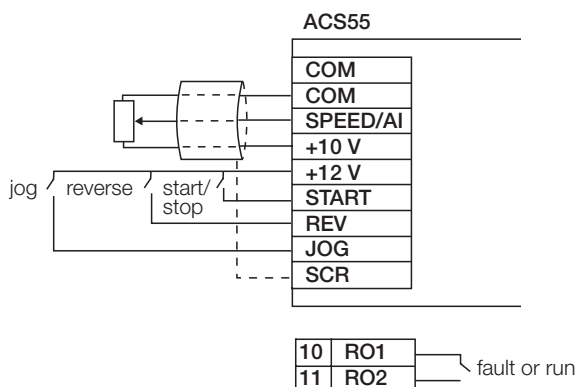 ACS55
COM
COM
SPEED/AI
+10 V
+12 V
START
REV
JOG
SCR
jog reverse start/
stop
10 RO1
11 RO2
fault or run